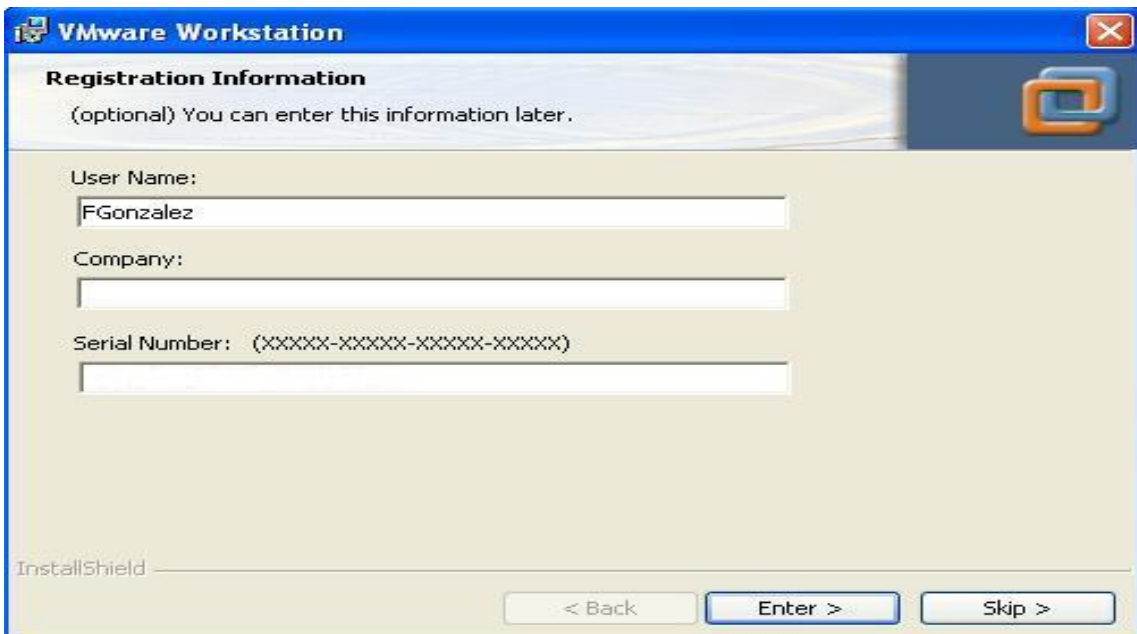 VMware Workstation
Registration Information
(optional) You can enter this information later.
User Name:
FGonzalez
Company:
Serial Number: (XXXXX-XXXXX-XXXXX-XXXXX)
InstallShield
< Back Enter > Skip >